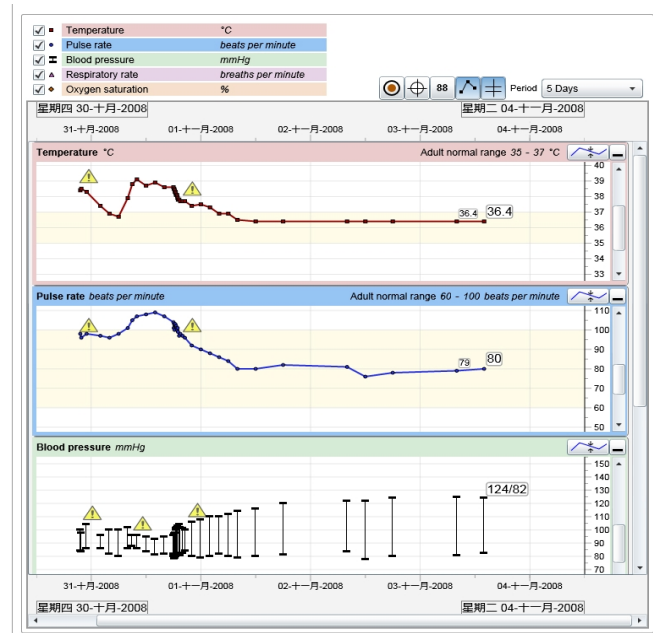 Temperature °C
Pulse rate beats per minute
Blood pressure mmHg
Respiratory rate breaths per minute
Oxygen saturation %
88 Period 5 Days
星期四 30-十月-2008 星期二 04-十一月-2008
31-十月-2008 01-十一月-2008 02-十一月-2008 03-十一月-2008 04-十一月-2008
Temperature °C Adult normal range 35 - 37 °C
40
39
38
37
36.4 36.4
36
35
34
33
Pulse rate beats per minute Adult normal range 60 - 100 beats per minute
110
100
90
79 80
80
70
60
50
Blood pressure mmHg
150
140
124/82
130
120
110
100
90
80
70
31-十月-2008 01-十一月-2008 02-十一月-2008 03-十一月-2008 04-十一月-2008
星期四 30-十月-2008 星期二 04-十一月-2008